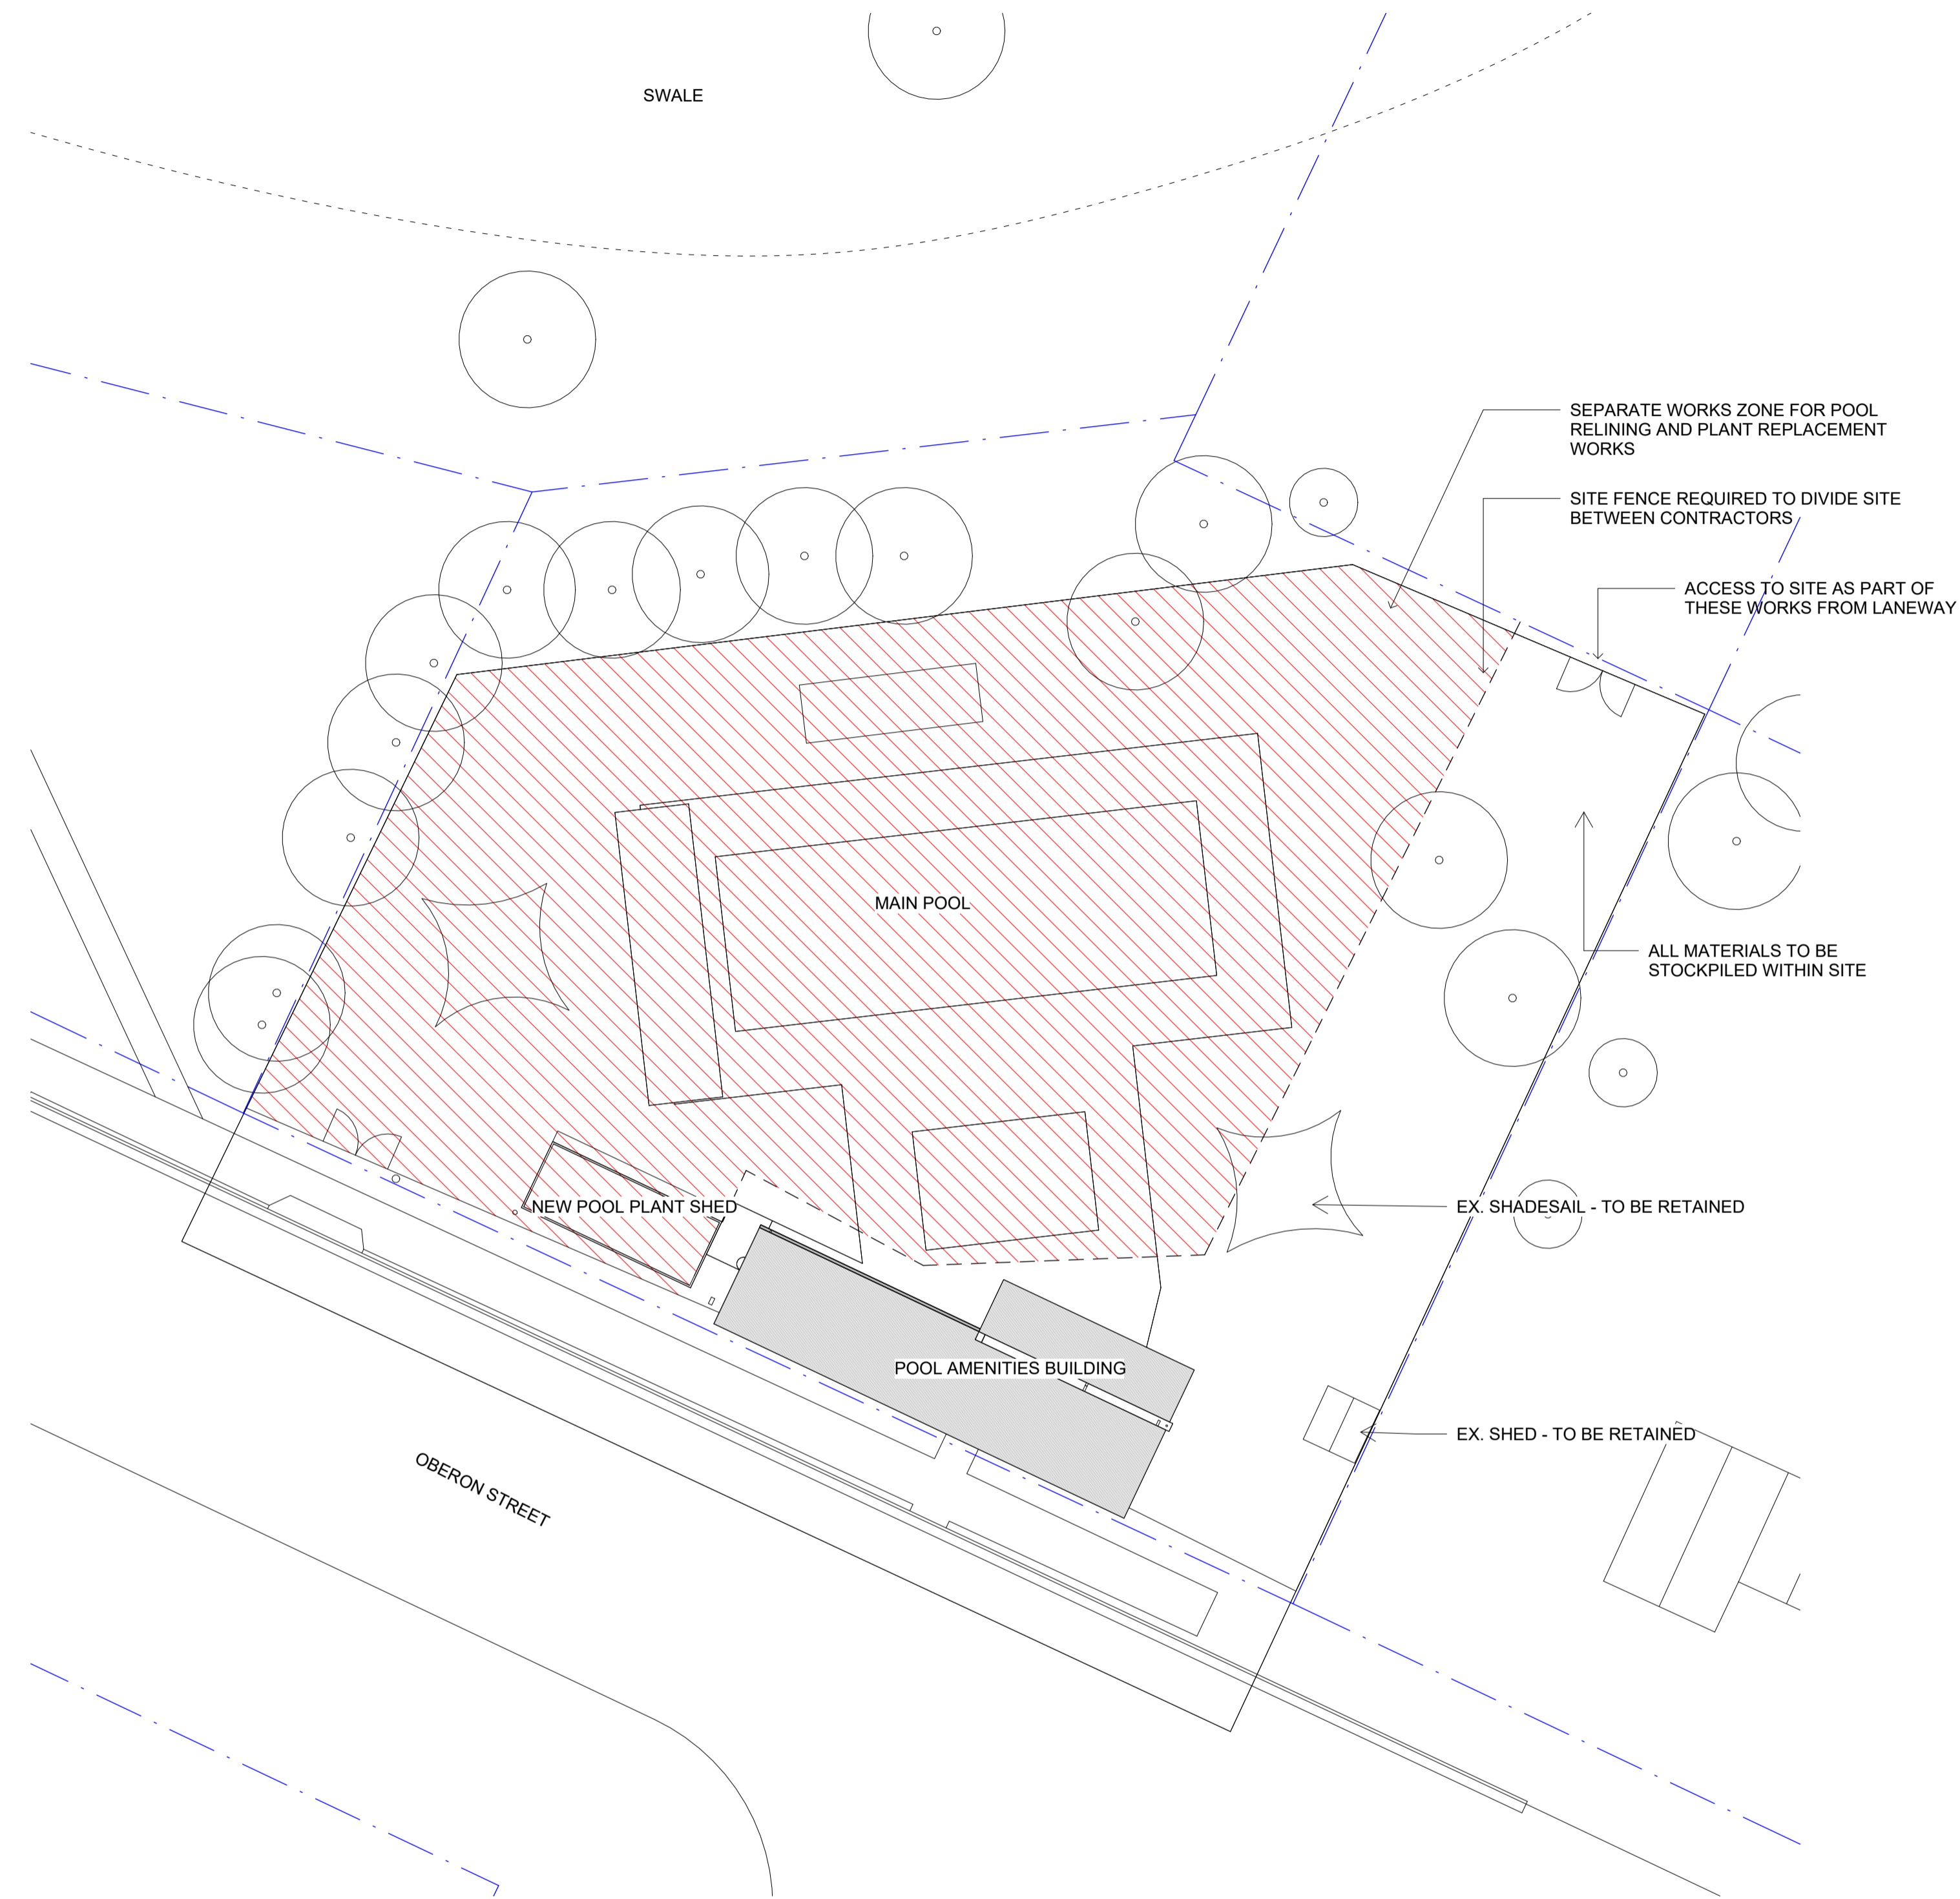 SWALE
SEPARATE WORKS ZONE FOR POOL
RELINING AND PLANT REPLACEMENT
WORKS
SITE FENCE REQUIRED TO DIVIDE SITE
BETWEEN CONTRACTORS
ACCESS TO SITE AS PART OF
THESE WORKS FROM LANEWAY
MAIN POOL
ALL MATERIALS TO BE
STOCKPILED WITHIN SITE
NEW POOL PLANT SHED
EX. SHADESAIL - TO BE RETAINED
POOL AMENITIES BUILDING
EX. SHED - TO BE RETAINED
OBERON STREET